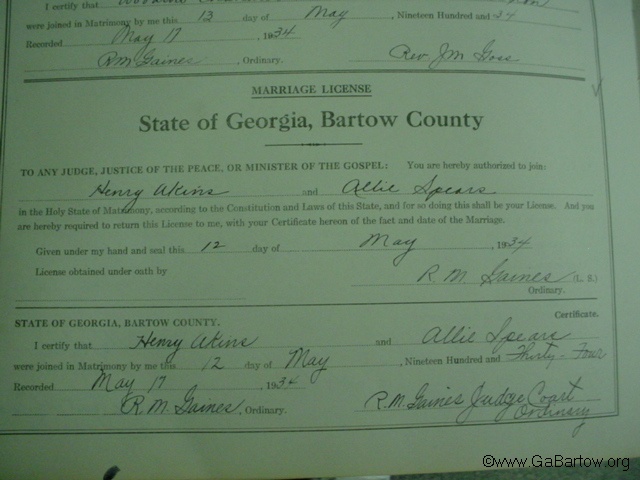 I certify that Woodrow
were joined in Matrimony by me this 12 day of May, Nineteen Hundred and 34
Recorded May 17, 1934
R.M. Gaines, Ordinary. Rev J M Goss
MARRIAGE LICENSE
State of Georgia, Bartow County
TO ANY JUDGE, JUSTICE OF THE PEACE, OR MINISTER OF THE GOSPEL: You are hereby authorized to join:
Henry Akins and Allie Spears
in the Holy State of Matrimony, according to the Constitution and Laws of this State, and for so doing this shall be your License. And you
are hereby required to return this License to me, with your Certificate hereon of the fact and date of the Marriage.
Given under my hand and seal this 12 day of May, 1934
License obtained under oath by R. M. Gaines (L. S.)
Ordinary.
STATE OF GEORGIA, BARTOW COUNTY. Certificate.
I certify that Henry Akins and Allie Spears
were joined in Matrimony by me this 12 day of May, Nineteen Hundred and Thirty-Four
Recorded May 17, 1934
R.M. Gaines, Ordinary. R.M. Gaines Judge Court
Ordinary
©www.GaBartow.org